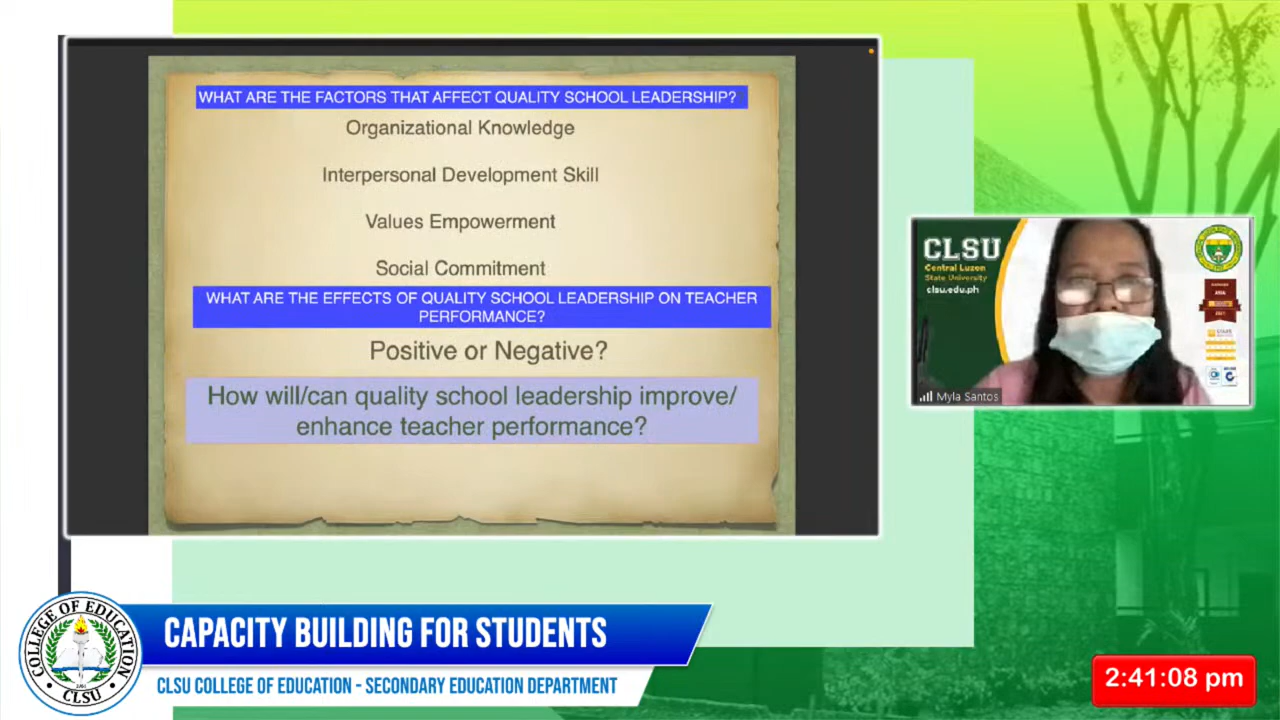 WHAT ARE THE FACTORS THAT AFFECT QUALITY SCHOOL LEADERSHIP?
Organizational Knowledge
Interpersonal Development Skill
Values Empowerment
Social Commitment
WHAT ARE THE EFFECTS OF QUALITY SCHOOL LEADERSHIP ON TEACHER
PERFORMANCE?
Positive or Negative?
How will/can quality school leadership improve/
enhance teacher performance?
CLSU
Central Luzon
State University
clsu.edu.ph
Myla Santos
COLLEGE OF EDUCATION
CLSU
CAPACITY BUILDING FOR STUDENTS
CLSU COLLEGE OF EDUCATION - SECONDARY EDUCATION DEPARTMENT
2:41:08 pm